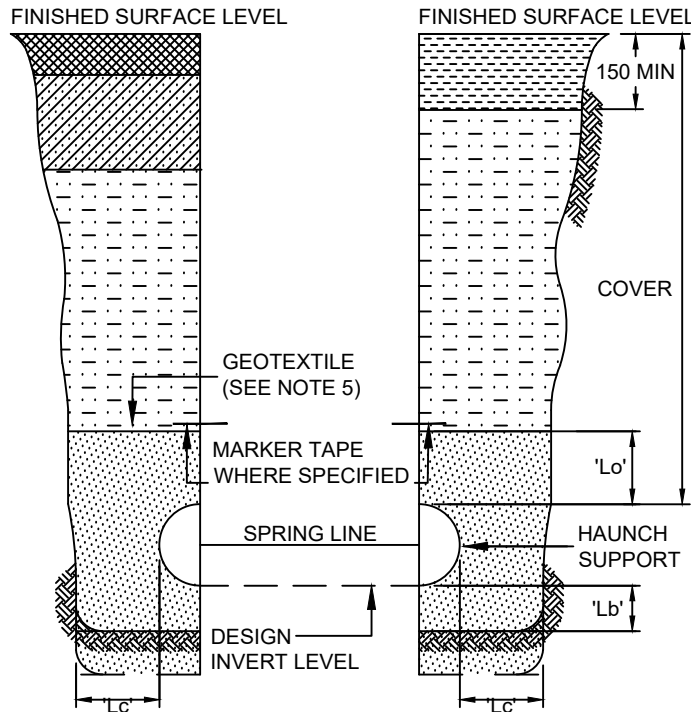 FINISHED SURFACE LEVEL
FINISHED SURFACE LEVEL
150 MIN
COVER
GEOTEXTILE
(SEE NOTE 5)
MARKER TAPE
WHERE SPECIFIED
'Lo'
SPRING LINE
HAUNCH
SUPPORT
'Lb'
DESIGN
INVERT LEVEL
'Lc'
'Lc'